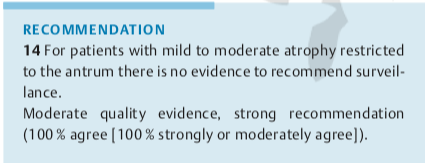 RECOMMENDATION
14 For patients with mild to moderate atrophy restricted
to the antrum there is no evidence to recommend surveil-
lance.
Moderate quality evidence, strong recommendation
(100 % agree [100 % strongly or moderately agree]).